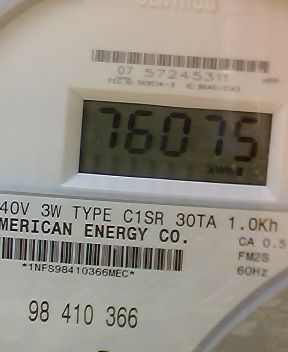 07 57245311
76075
kWh
40V 3W TYPE C1SR 30TA 1.0Kh
MERICAN ENERGY CO.
CA 0.5
*1NFS98410366MEC*
FM2S
60Hz
98 410 366